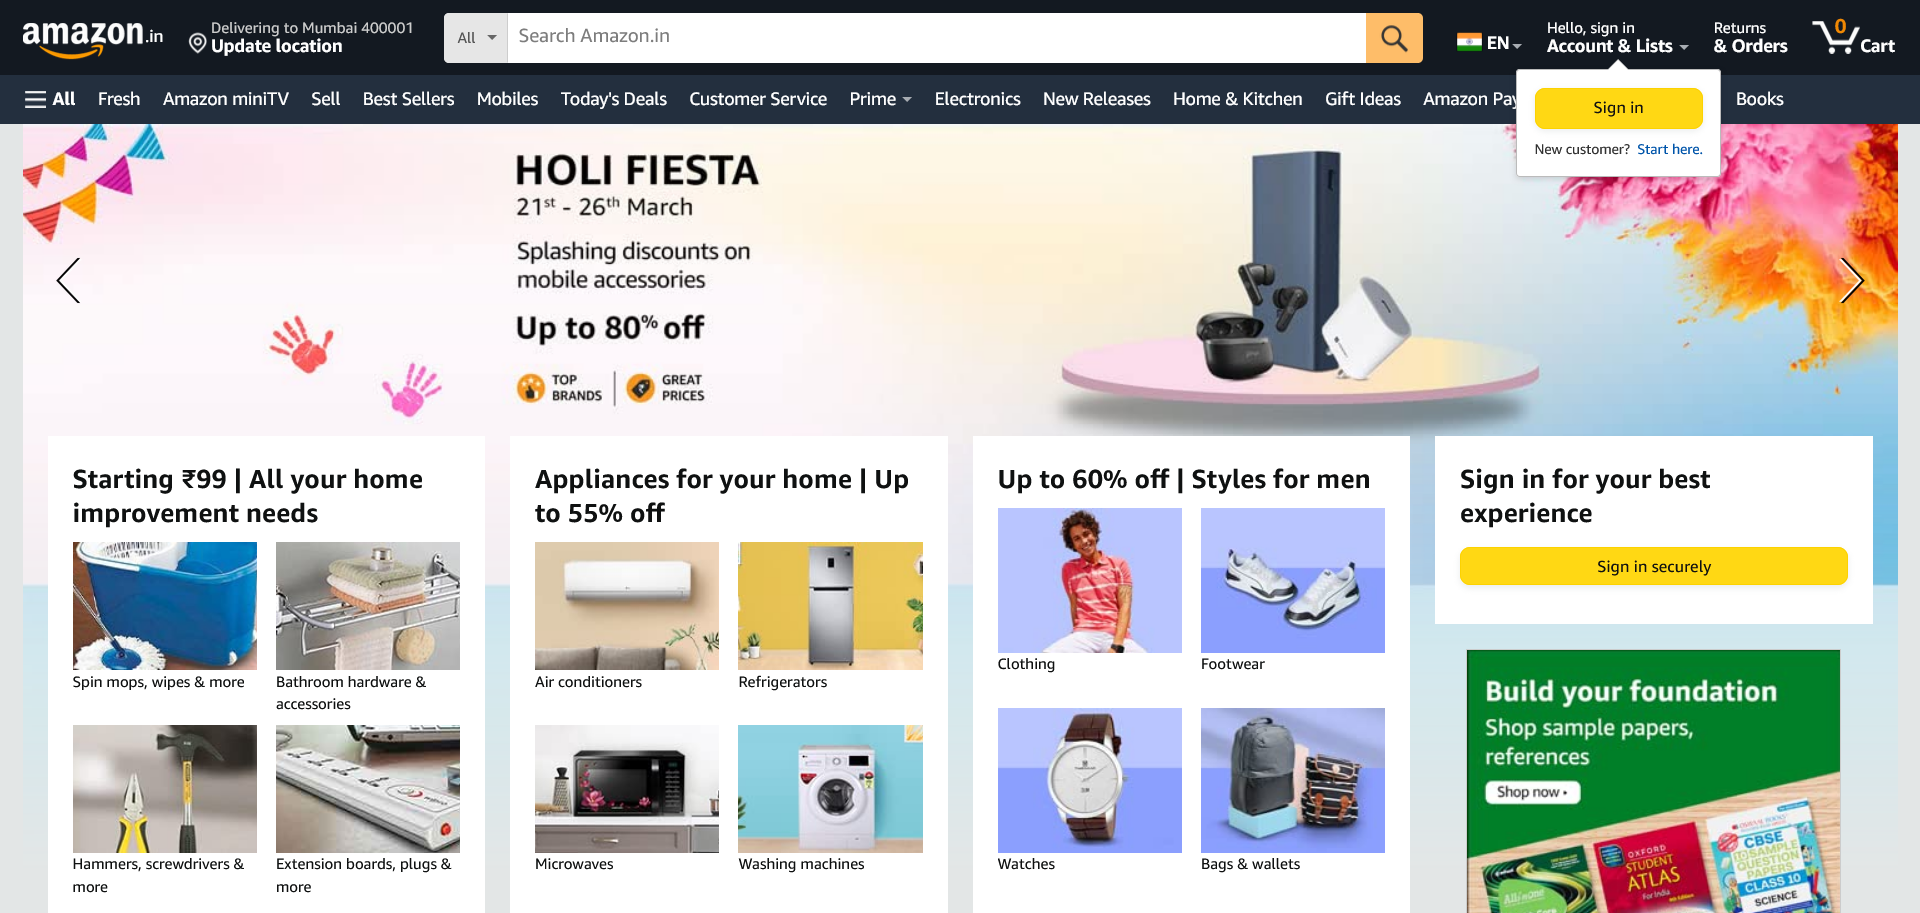 amazon.in
Delivering to Mumbai 400001
Update location
All
Search Amazon.in
EN
Hello, sign in
Account & Lists
Returns
& Orders
0
Cart
All
Fresh
Amazon miniTV
Sell
Best Sellers
Mobiles
Today's Deals
Customer Service
Prime
Electronics
New Releases
Home & Kitchen
Gift Ideas
Amazon Pay
Books
Sign in
New customer? Start here.
HOLI FIESTA
21st - 26th March
Splashing discounts on
mobile accessories
Up to 80% off
TOP
BRANDS
GREAT
PRICES
Starting ₹99 | All your home
improvement needs
Spin mops, wipes & more
Bathroom hardware &
accessories
Hammers, screwdrivers &
more
Extension boards, plugs &
more
Appliances for your home | Up
to 55% off
Air conditioners
Refrigerators
Microwaves
Washing machines
Up to 60% off | Styles for men
Clothing
Footwear
Watches
Bags & wallets
Sign in for your best
experience
Sign in securely
Build your foundation
Shop sample papers,
references
Shop now
OXFORD
STUDENT
ATLAS
For India
CBSE
SAMPLE
QUESTION
PAPERS
CLASS 10
SCIENCE